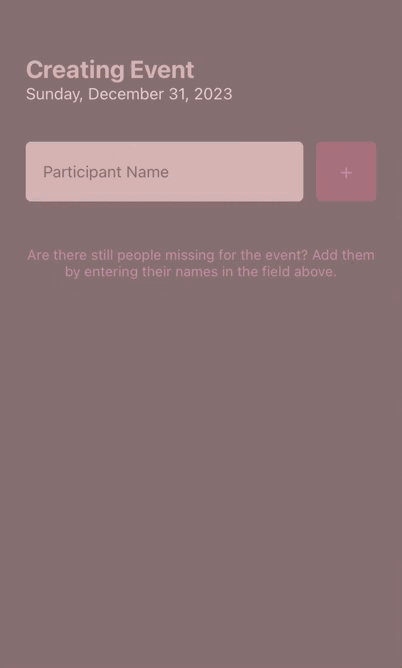 Creating Event
Sunday, December 31, 2023
Participant Name
+
Are there still people missing for the event? Add them
by entering their names in the field above.